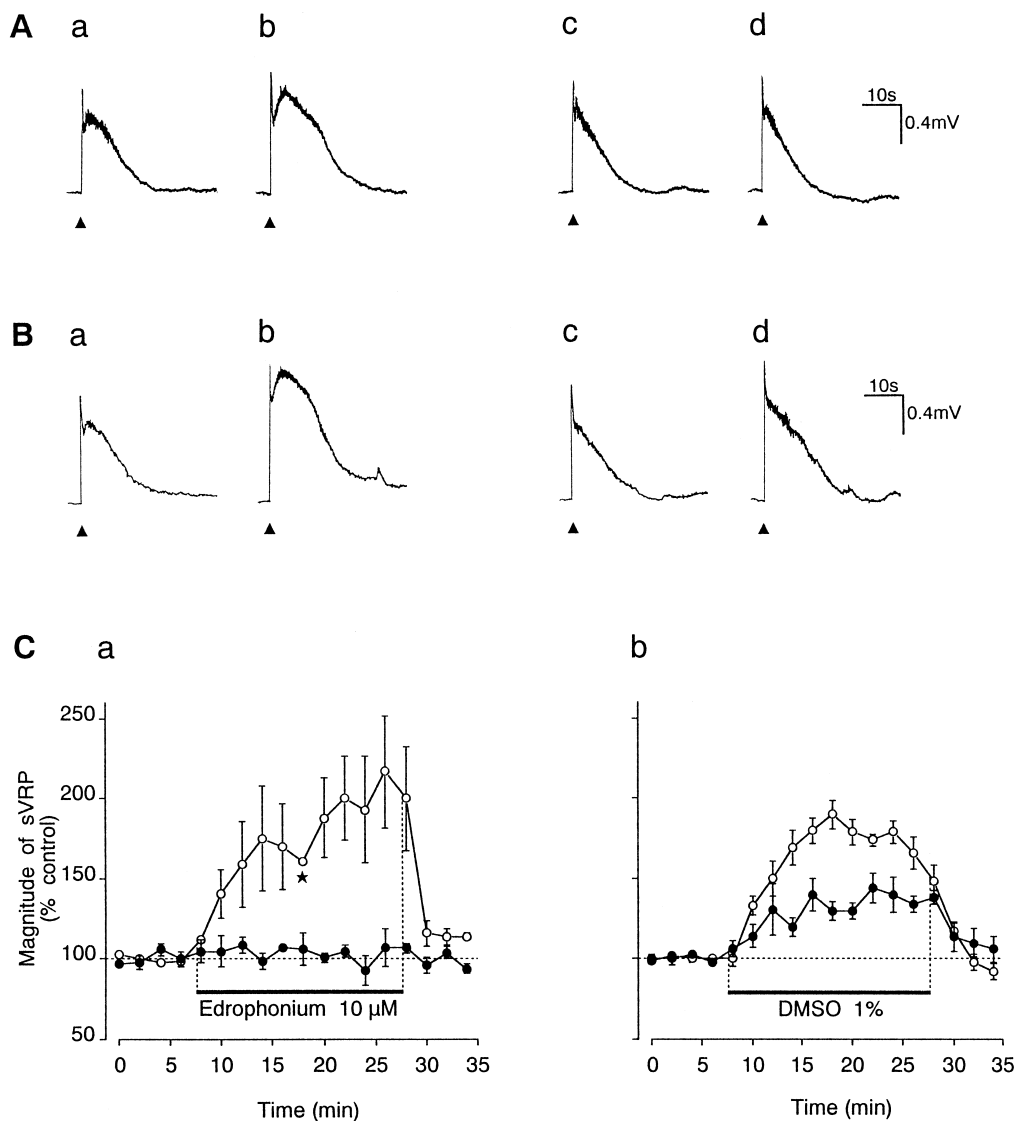 A a b c d
10s
0.4mV
B a b c d
10s
0.4mV
C a b
Magnitude of sVRP
(% control)
250
200
150
100
50
Edrophonium 10 µM
DMSO 1%
0 5 10 15 20 25 30 35
0 5 10 15 20 25 30 35
Time (min)
Time (min)